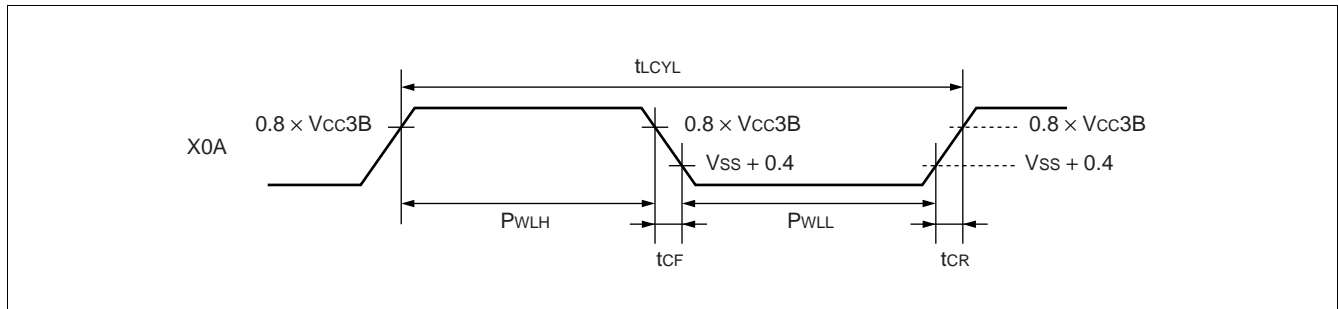 tLCYL
0.8 × VCC3B
0.8 × VCC3B
0.8 × VCC3B
X0A
VSS + 0.4
VSS + 0.4
PWLH
PWLL
tCF
tCR